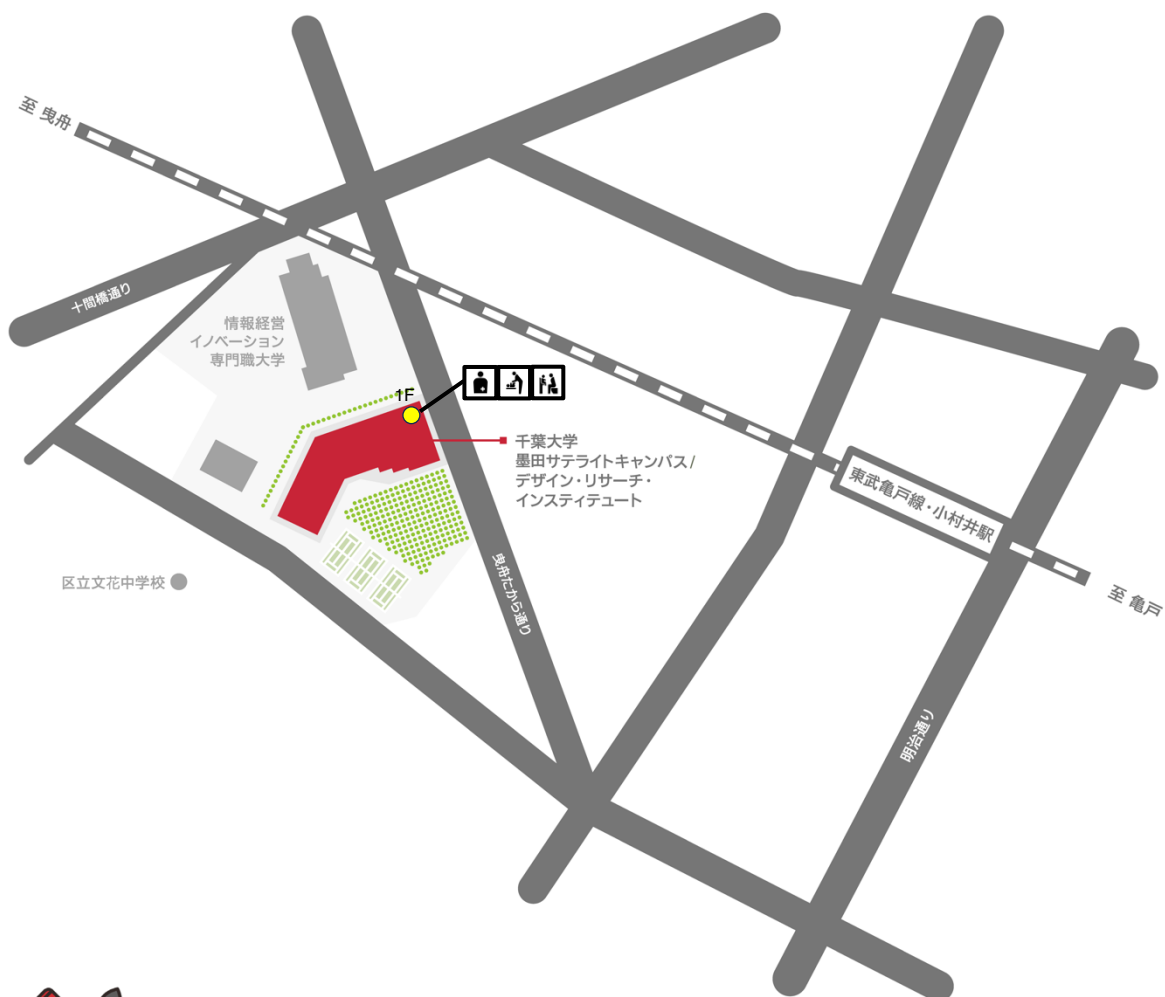 至 曳舟
十間橋通り
情報経営
イノベーション
専門職大学
1F
千葉大学
墨田サテライトキャンパス/
デザイン・リサーチ・
インスティテュート
東武亀戸線・小村井駅
曳舟たから通り
区立文花中学校
至 亀戸
明治通り